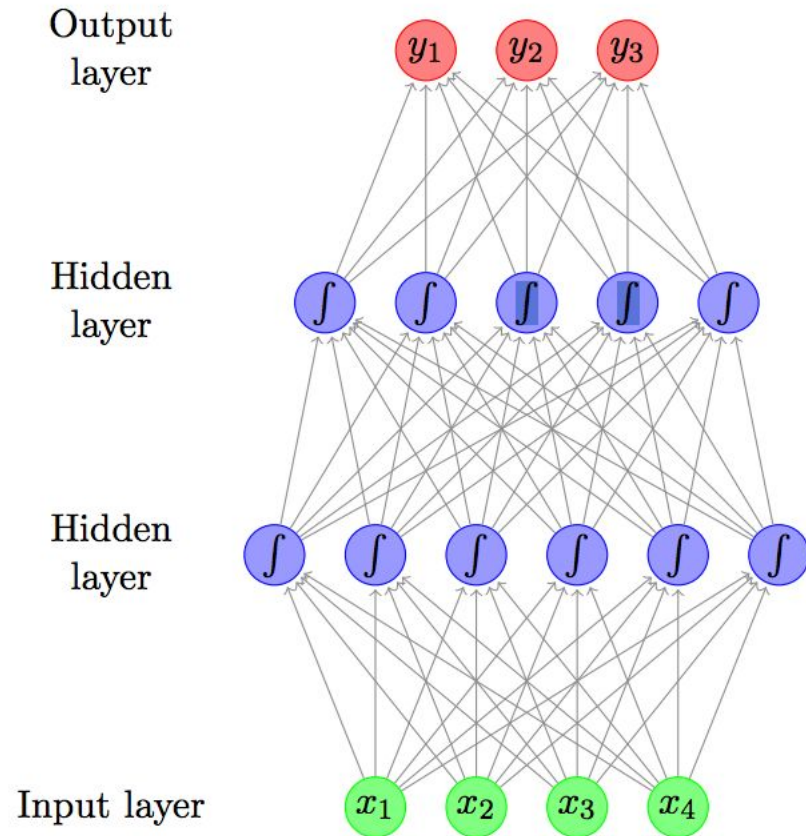 Output
layer
y₁ y₂ y₃
Hidden
layer
∫ ∫ ∫ ∫ ∫
Hidden
layer
∫ ∫ ∫ ∫ ∫ ∫
Input layer
x₁ x₂ x₃ x₄